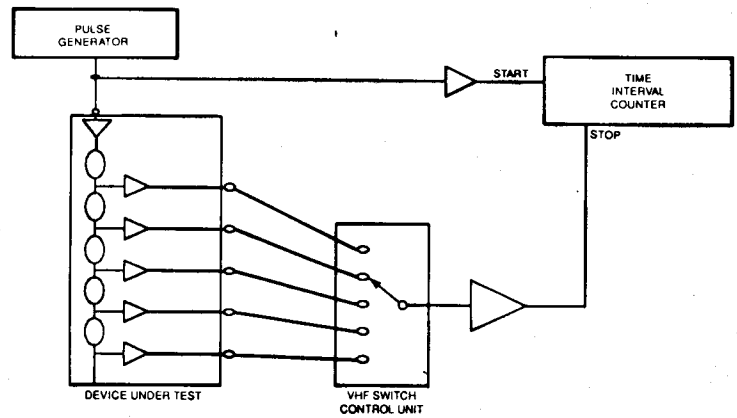 PULSE
GENERATOR
START
TIME
INTERVAL
COUNTER
STOP
DEVICE UNDER TEST
VHF SWITCH
CONTROL UNIT